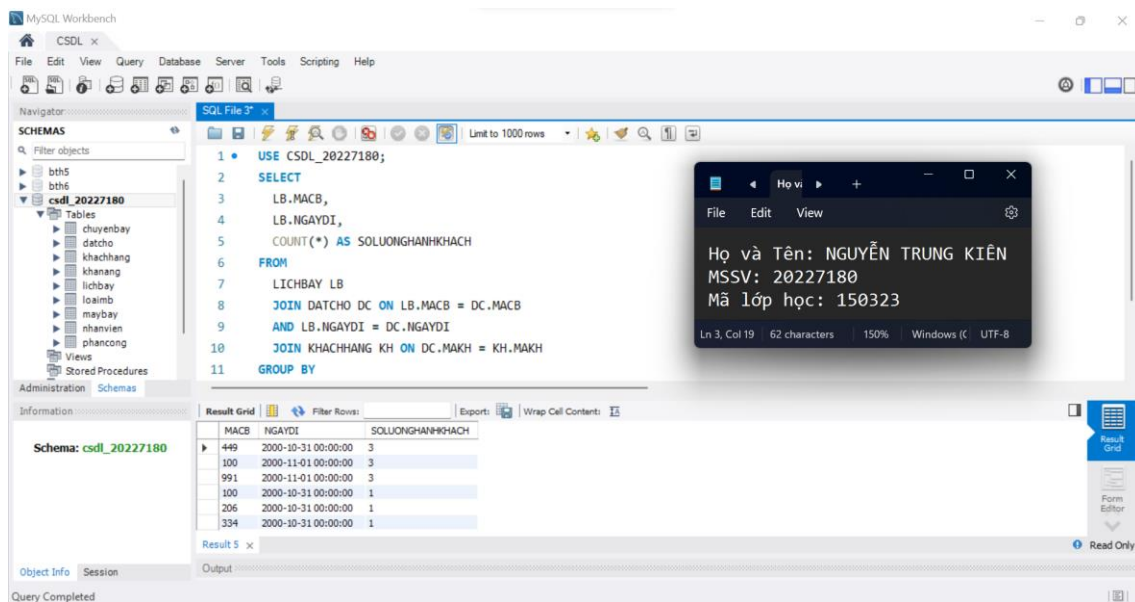 MySQL Workbench
CSDL ×
File Edit View Query Database Server Tools Scripting Help
Navigator
SCHEMAS
Filter objects
bth5
bth6
csdl_20227180
Tables
chuyenbay
datcho
khachhang
khanang
lichbay
loaimb
maybay
nhanvien
phancong
Views
Stored Procedures
Administration Schemas
Information
Schema: csdl_20227180
Object Info Session
Query Completed
SQL File 3* ×
Limit to 1000 rows
1 USE CSDL_20227180;
2 SELECT
3 LB.MACB,
4 LB.NGAYDI,
5 COUNT(*) AS SOLUONGHANHKHACH
6 FROM
7 LICHBAY LB
8 JOIN DATCHO DC ON LB.MACB = DC.MACB
9 AND LB.NGAYDI = DC.NGAYDI
10 JOIN KHACHHANG KH ON DC.MAKH = KH.MAKH
11 GROUP BY
Họ và
File Edit View
Họ và Tên: NGUYỄN TRUNG KIÊN
MSSV: 20227180
Mã lớp học: 150323
Ln 3, Col 19 62 characters 150% Windows (C UTF-8
Result Grid Filter Rows: Export: Wrap Cell Content:
MACB NGAYDI SOLUONGHANHKHACH
449 2000-10-31 00:00:00 3
100 2000-11-01 00:00:00 3
991 2000-11-01 00:00:00 3
100 2000-10-31 00:00:00 1
206 2000-10-31 00:00:00 1
334 2000-10-31 00:00:00 1
Result Grid
Form Editor
Result 5 ×
Read Only
Output